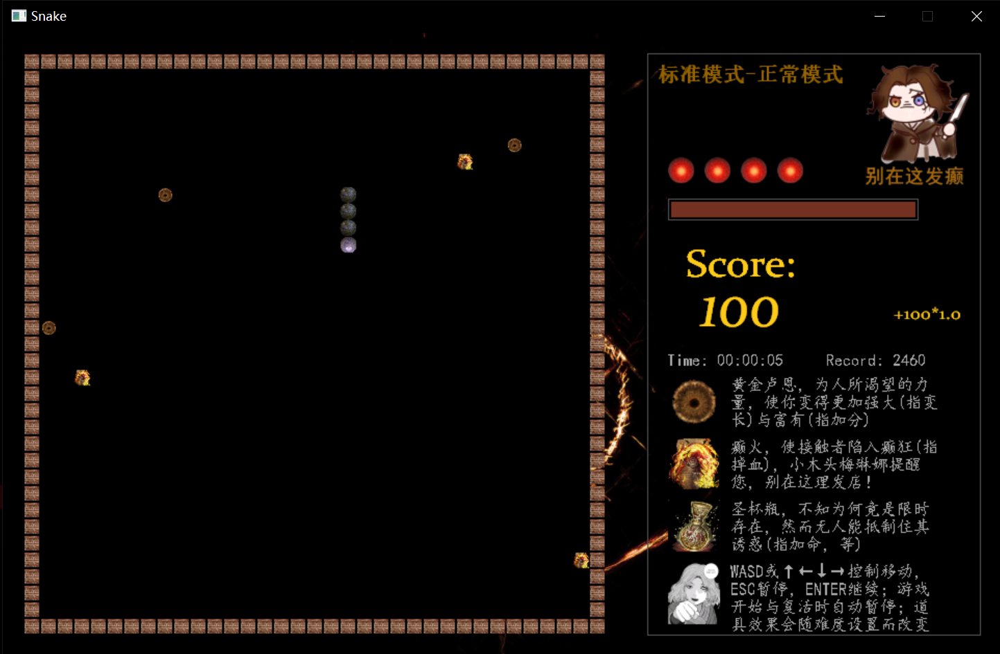 Snake
标准模式-正常模式
别在这发癫
Score:
100
+100*1.0
Time: 00:00:05
Record: 2460
黄金卢恩, 为人所渴望的力
量, 使你变得更加强大(指变
长)与富有(指加分)
癫火, 使接触者陷入癫狂(指
掉血), 小木头梅琳娜提醒
您, 别在这理发店!
圣杯瓶, 不知为何竟是限时
存在, 然而无人能抵制住其
诱惑(指加命, 等)
WASD或↑←↓→控制移动,
ESC暂停, ENTER继续; 游戏
开始与复活时自动暂停; 道
具效果会随难度设置而改变